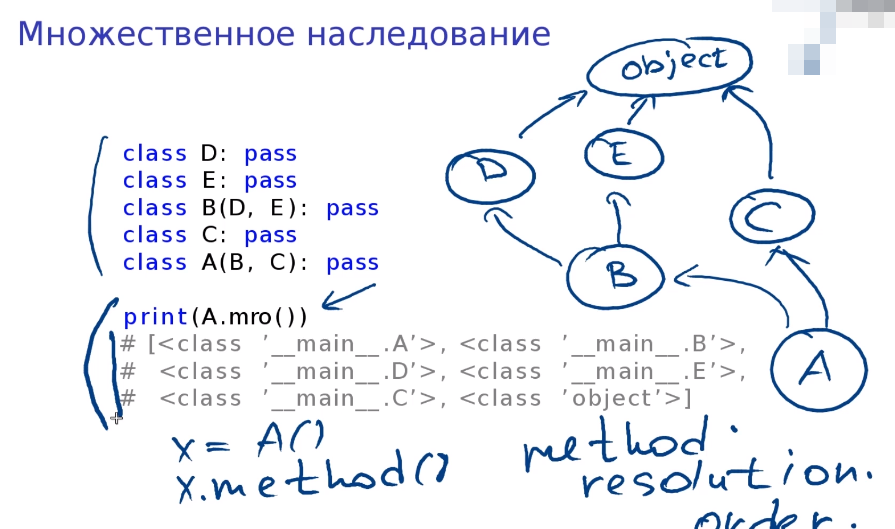 Множественное наследование
object
class D: pass
class E: pass
class B(D, E): pass
class C: pass
class A(B, C): pass
D
E
C
B
A
print(A.mro())
# [<class ’__main__.A’>, <class ’__main__.B’>,
#  <class ’__main__.D’>, <class ’__main__.E’>,
#  <class ’__main__.C’>, <class ’object’>]
x = A()
x.method()
method.
resolution.
order.